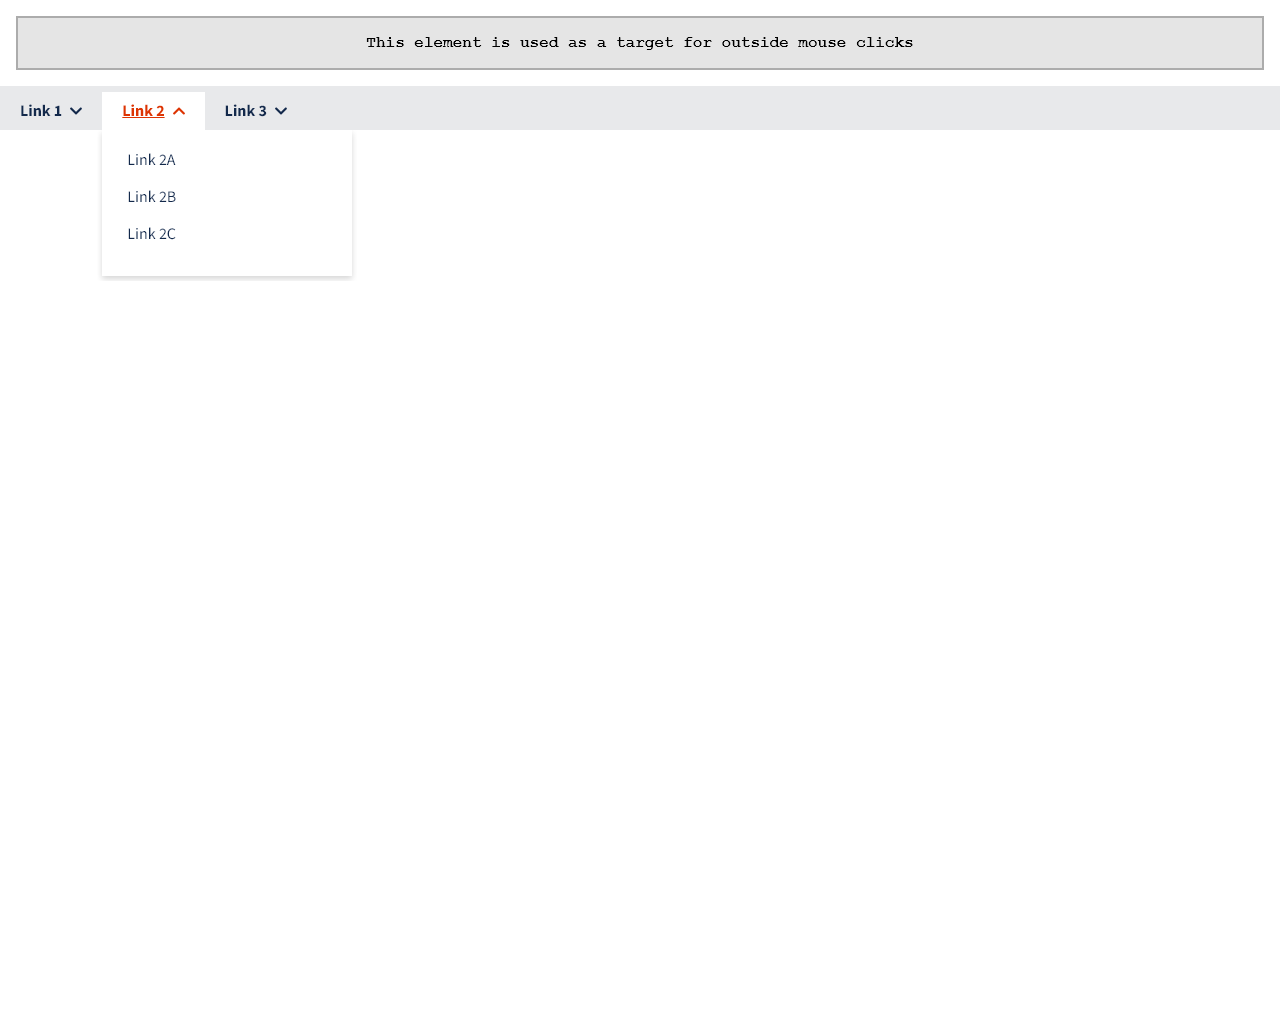 This element is used as a target for outside mouse clicks
Link 1 Link 2 Link 3
Link 2A
Link 2B
Link 2C